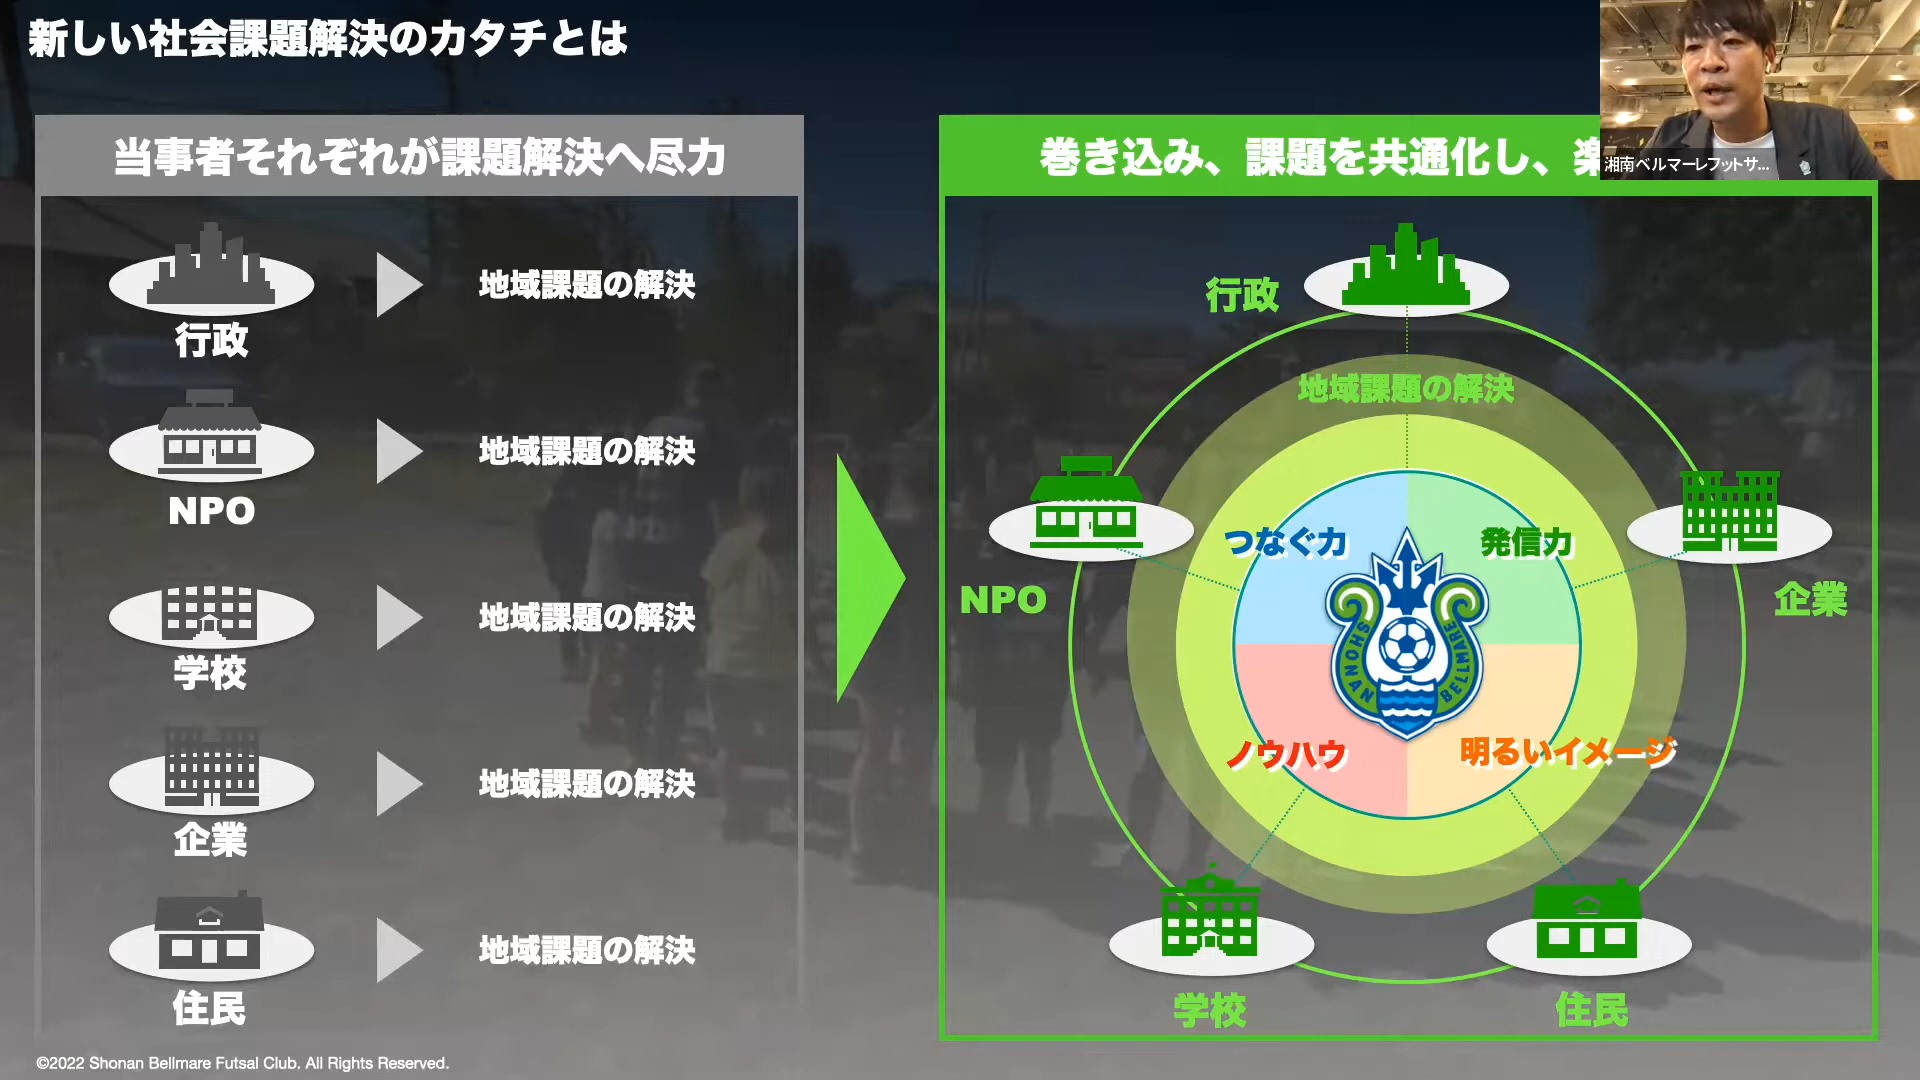 新しい社会課題解決のカタチとは
当事者それぞれが課題解決へ尽力
行政
地域課題の解決
NPO
地域課題の解決
学校
地域課題の解決
企業
地域課題の解決
住民
地域課題の解決
巻き込み、課題を共通化し、楽
湘南ベルマーレフットサ...
行政
地域課題の解決
NPO
企業
つなぐ力
発信力
SHONAN
BELLMARE
ノウハウ
明るいイメージ
学校
住民
©2022 Shonan Bellmare Futsal Club. All Rights Reserved.